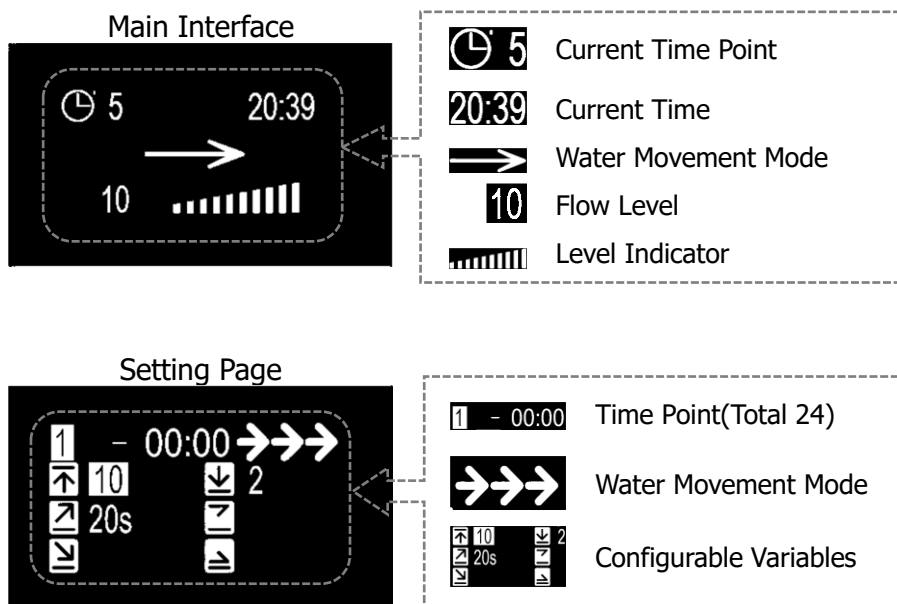 Main Interface
5 20:39
10
5 Current Time Point
20:39 Current Time
Water Movement Mode
10 Flow Level
Level Indicator
Setting Page
1 - 00:00
10 2
20s
1 - 00:00 Time Point(Total 24)
Water Movement Mode
10 2
20s Configurable Variables